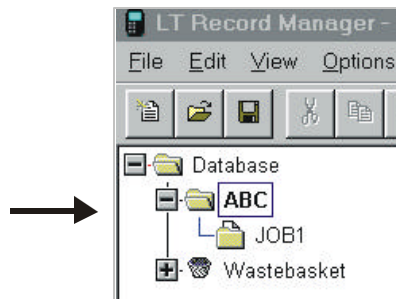 LT Record Manager -
File Edit View Options
Database
ABC
JOB1
Wastebasket